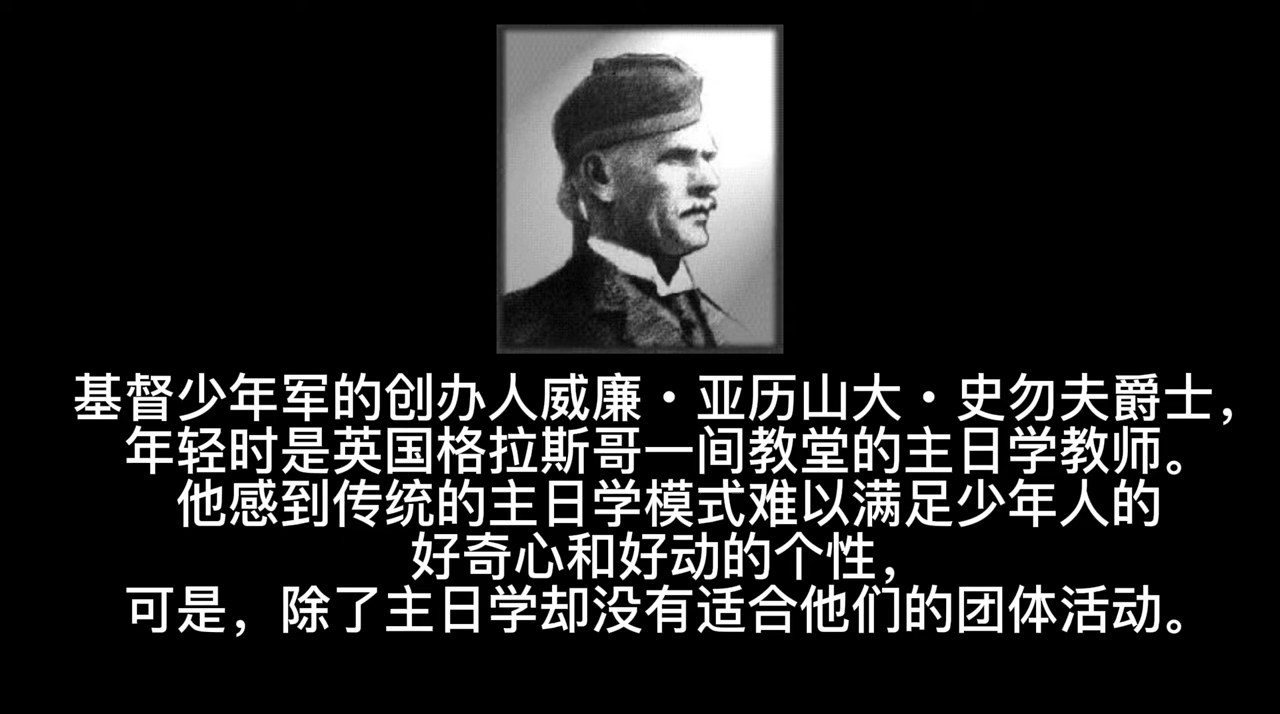 基督少年军的创办人威廉·亚历山大·史勿夫爵士，
年轻时是英国格拉斯哥一间教堂的主日学教师。
他感到传统的主日学模式难以满足少年人的
好奇心和好动的个性，
可是，除了主日学却没有适合他们的团体活动。